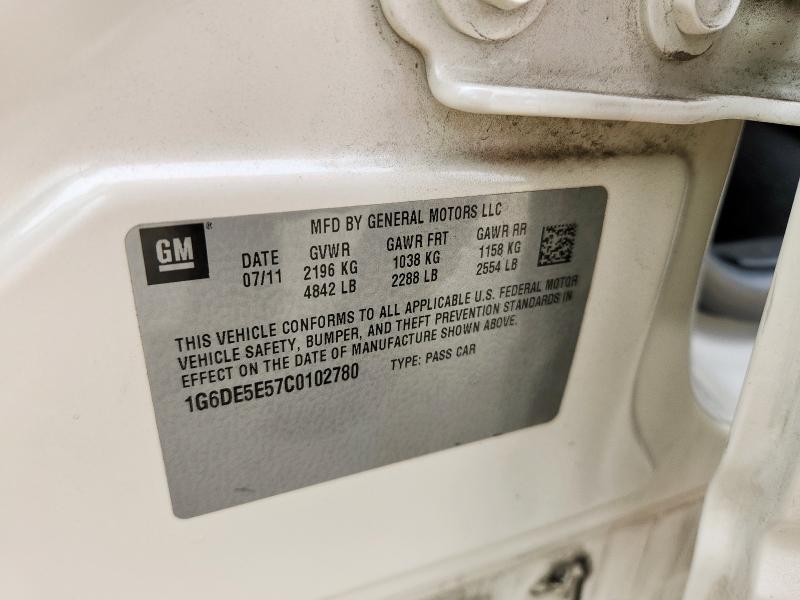 MFD BY GENERAL MOTORS LLC
GM ®
DATE GVWR GAWR FRT GAWR RR
07/11 2196 KG 1038 KG 1158 KG
4842 LB 2288 LB 2554 LB
THIS VEHICLE CONFORMS TO ALL APPLICABLE U.S. FEDERAL MOTOR
VEHICLE SAFETY, BUMPER, AND THEFT PREVENTION STANDARDS IN
EFFECT ON THE DATE OF MANUFACTURE SHOWN ABOVE.
1G6DE5E57C0102780 TYPE: PASS CAR